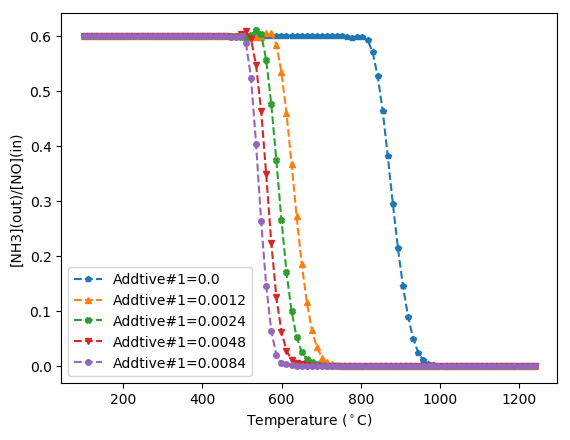 0.6
0.5
0.4
0.3
0.2
0.1
0.0
[NH3](out)/[NO](in)
Addtive#1=0.0
Addtive#1=0.0012
Addtive#1=0.0024
Addtive#1=0.0048
Addtive#1=0.0084
200 400 600 800 1000 1200
Temperature (°C)